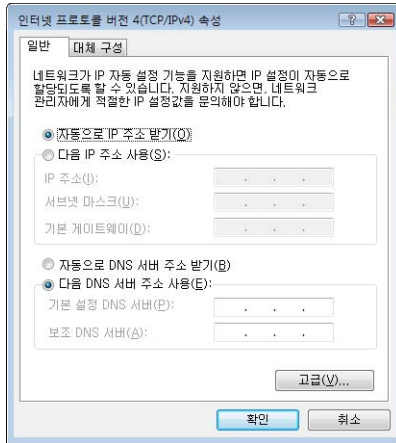 인터넷 프로토콜 버전 4(TCP/IPv4) 속성
일반
대체 구성
네트워크가 IP 자동 설정 기능을 지원하면 IP 설정이 자동으로
할당되도록 할 수 있습니다. 지원하지 않으면, 네트워크
관리자에게 적절한 IP 설정값을 문의해야 합니다.
자동으로 IP 주소 받기(O)
다음 IP 주소 사용(S):
IP 주소(I):
서브넷 마스크(U):
기본 게이트웨이(D):
자동으로 DNS 서버 주소 받기(B)
다음 DNS 서버 주소 사용(E):
기본 설정 DNS 서버(P):
보조 DNS 서버(A):
고급(V)...
확인
취소